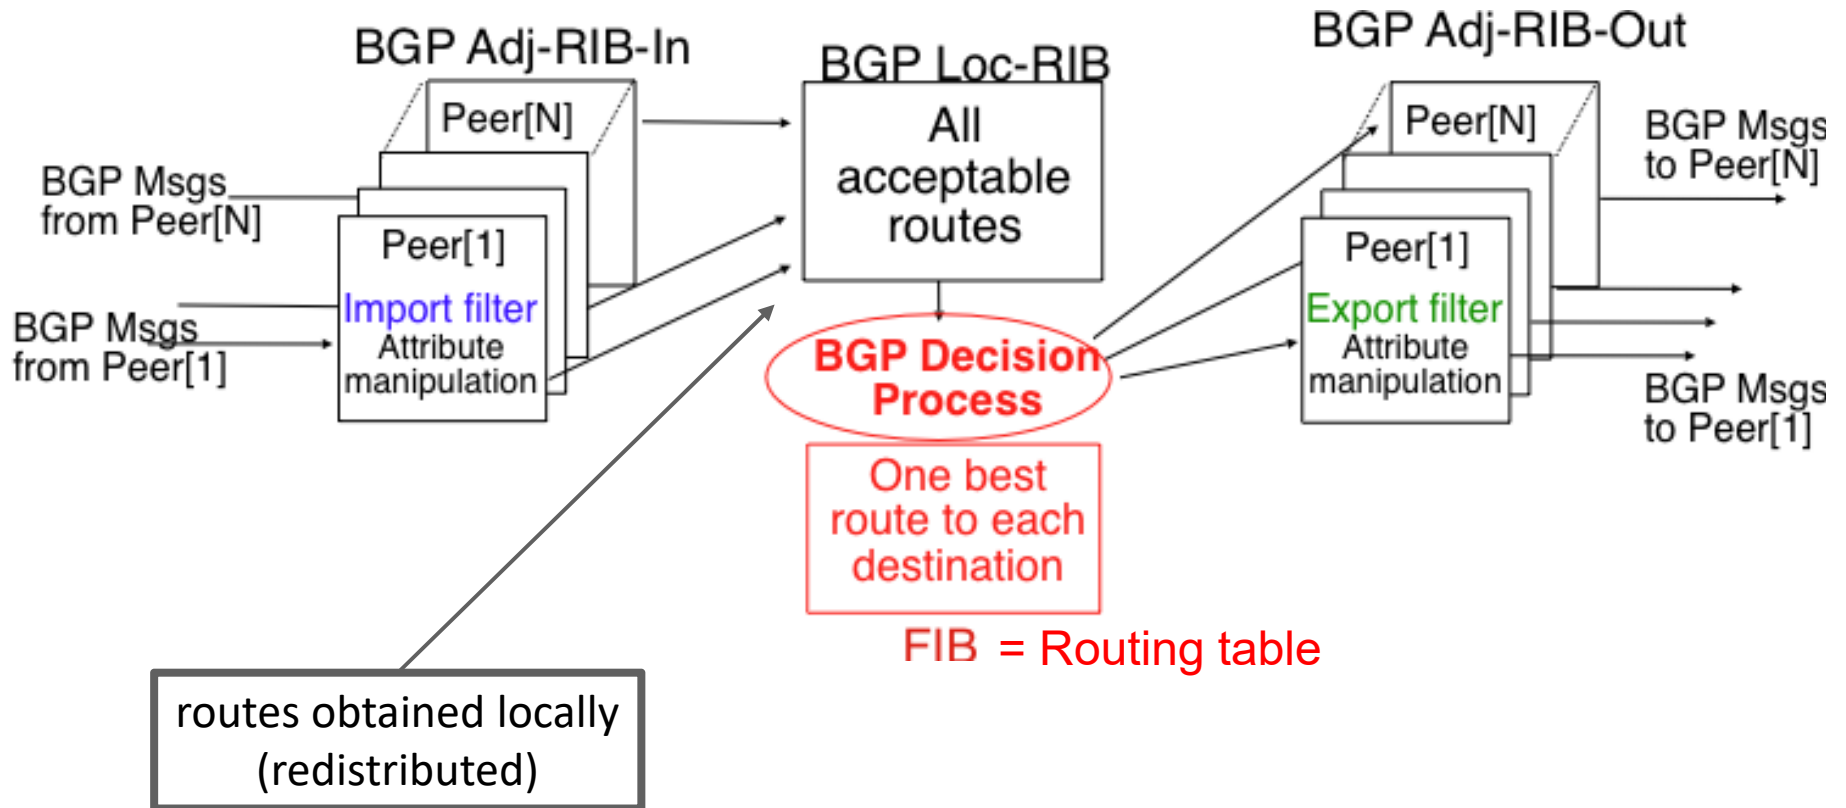 BGP Adj-RIB-In
Peer[N]
BGP Msgs
from Peer[N]
Peer[1]
Import filter
Attribute
manipulation
BGP Msgs
from Peer[1]
BGP Loc-RIB
All
acceptable
routes
BGP Decision
Process
One best
route to each
destination
FIB = Routing table
BGP Adj-RIB-Out
Peer[N]
BGP Msgs
to Peer[N]
Peer[1]
Export filter
Attribute
manipulation
BGP Msgs
to Peer[1]
routes obtained locally
(redistributed)